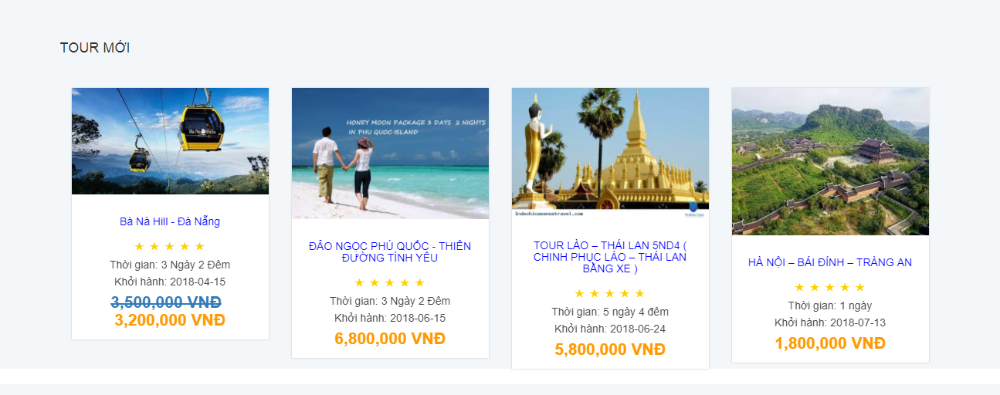 TOUR MỚI
Ba Na Hills
Bà Nà Hill - Đà Nẵng
★ ★ ★ ★ ★
Thời gian: 3 Ngày 2 Đêm
Khởi hành: 2018-04-15
3,500,000 VNĐ
3,200,000 VNĐ
HONEY MOON PACKAGE 3 DAYS 2 NIGHTS
IN PHU QUOC ISLAND
ĐẢO NGỌC PHÚ QUỐC - THIÊN
ĐƯỜNG TÌNH YÊU
★ ★ ★ ★ ★
Thời gian: 3 Ngày 2 Đêm
Khởi hành: 2018-06-15
6,800,000 VNĐ
Indochinasensetravel.com
TOUR LÀO – THÁI LAN 5ND4 (
CHINH PHỤC LÀO – THÁI LAN
BẰNG XE )
★ ★ ★ ★ ★
Thời gian: 5 ngày 4 đêm
Khởi hành: 2018-06-24
5,800,000 VNĐ
HÀ NỘI – BÁI ĐÍNH – TRÀNG AN
★ ★ ★ ★ ★
Thời gian: 1 ngày
Khởi hành: 2018-07-13
1,800,000 VNĐ